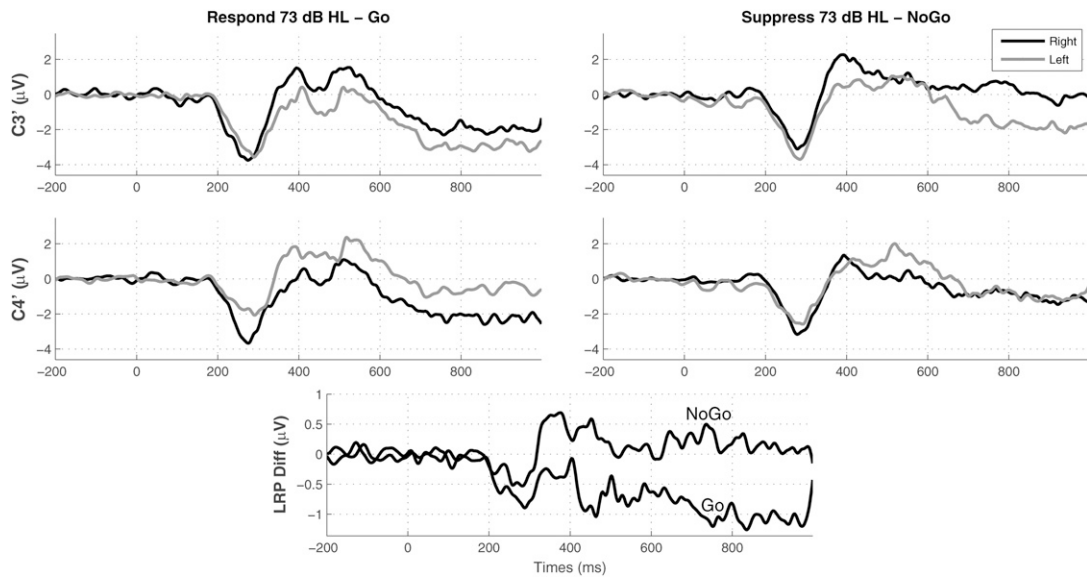 Respond 73 dB HL – Go
Suppress 73 dB HL – NoGo
Right
Left
C3' (μV)
2
0
−2
−4
−200 0 200 400 600 800
2
0
−2
−4
−200 0 200 400 600 800
C4' (μV)
2
0
−2
−4
−200 0 200 400 600 800
2
0
−2
−4
−200 0 200 400 600 800
LRP Diff (μV)
1
0.5
0
−0.5
−1
NoGo
Go
−200 0 200 400 600 800
Times (ms)